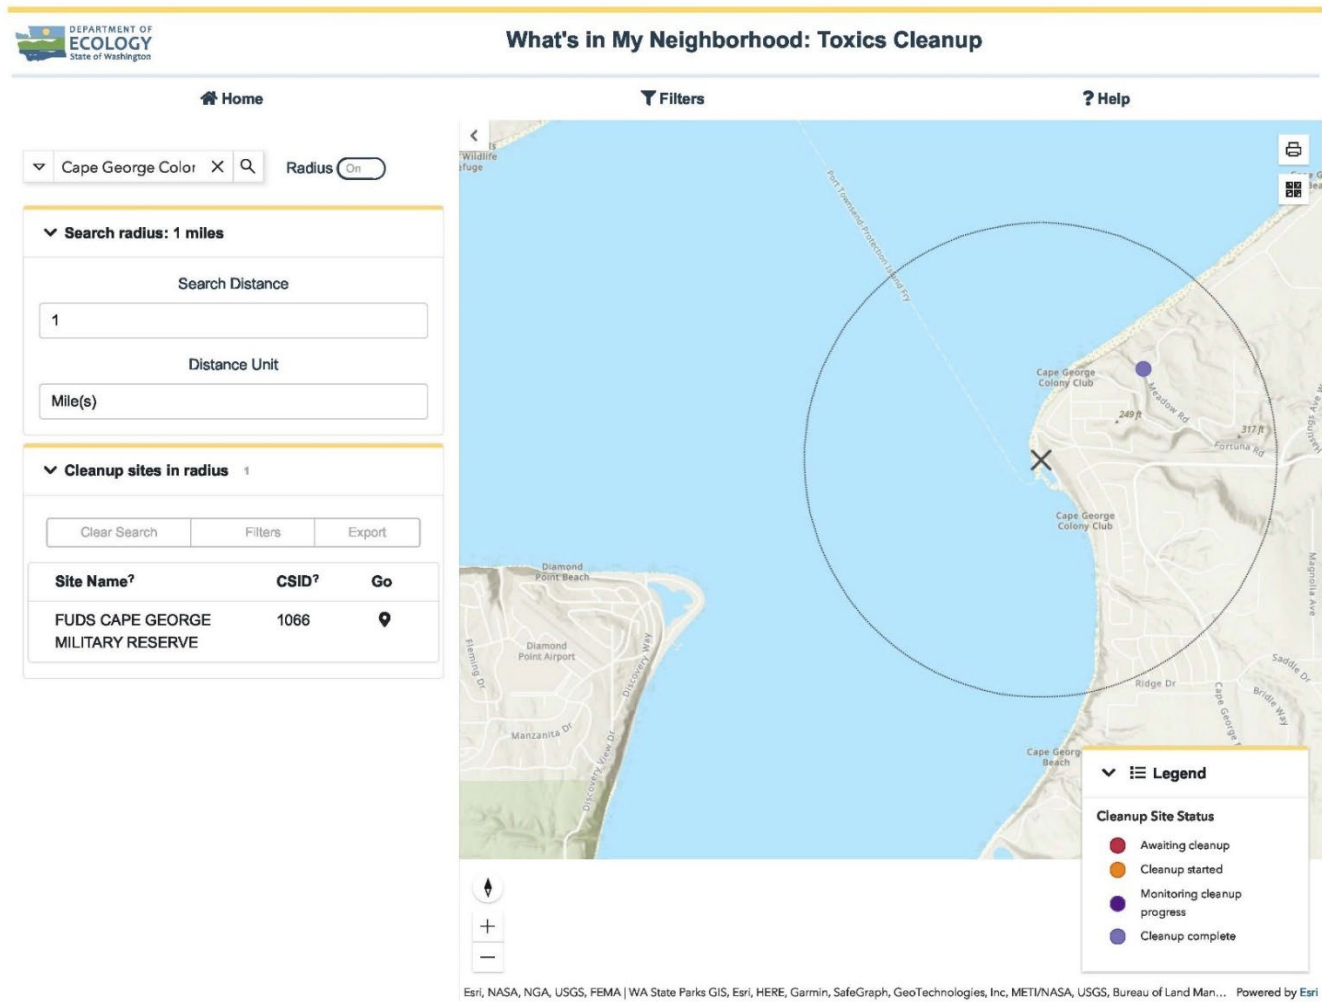 DEPARTMENT OF
ECOLOGY
State of Washington
What's in My Neighborhood: Toxics Cleanup
Home
Filters
? Help
Cape George Color
Radius
On
Search radius: 1 miles
Search Distance
1
Distance Unit
Mile(s)
Cleanup sites in radius 1
Clear Search
Filters
Export
Site Name?
CSID?
Go
FUDS CAPE GEORGE
MILITARY RESERVE
1066
Wildlife
Port Townsend-Protection Island Fry
Cape George
Colony Club
249 ft
Meadow Rd
317 ft
Fortuna Rd
Hastings Ave W
Cape George
Colony Club
Magnolia Ave
Diamond
Point Beach
Diamond
Point Airport
Fleming Dr
Discovery Way
Manzanita Dr
Discovery View Dr
Ridge Dr
Saddle Dr
Bridle Way
Cape George
Cape Georg
Beach
Legend
Cleanup Site Status
Awaiting cleanup
Cleanup started
Monitoring cleanup
progress
Cleanup complete
Esri, NASA, NGA, USGS, FEMA | WA State Parks GIS, Esri, HERE, Garmin, SafeGraph, GeoTechnologies, Inc, METI/NASA, USGS, Bureau of Land Man... Powered by Esri